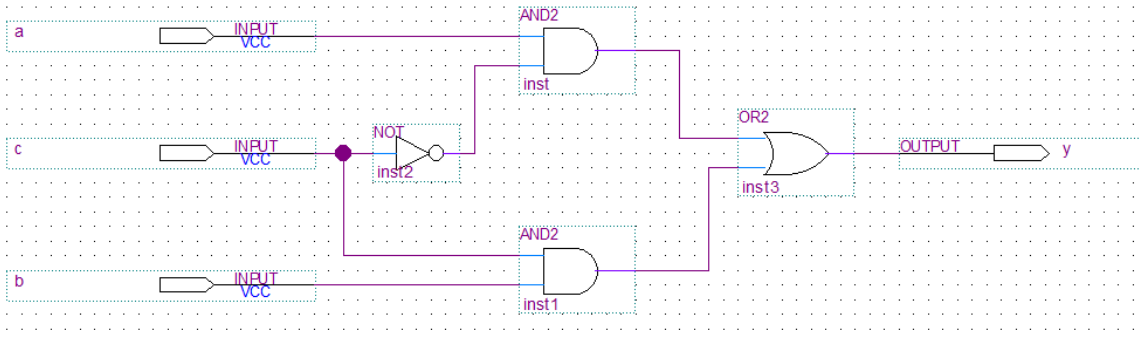 a
INPUT
VCC
AND2
inst
c
INPUT
VCC
NOT
inst2
OR2
inst3
OUTPUT
y
b
INPUT
VCC
AND2
inst1